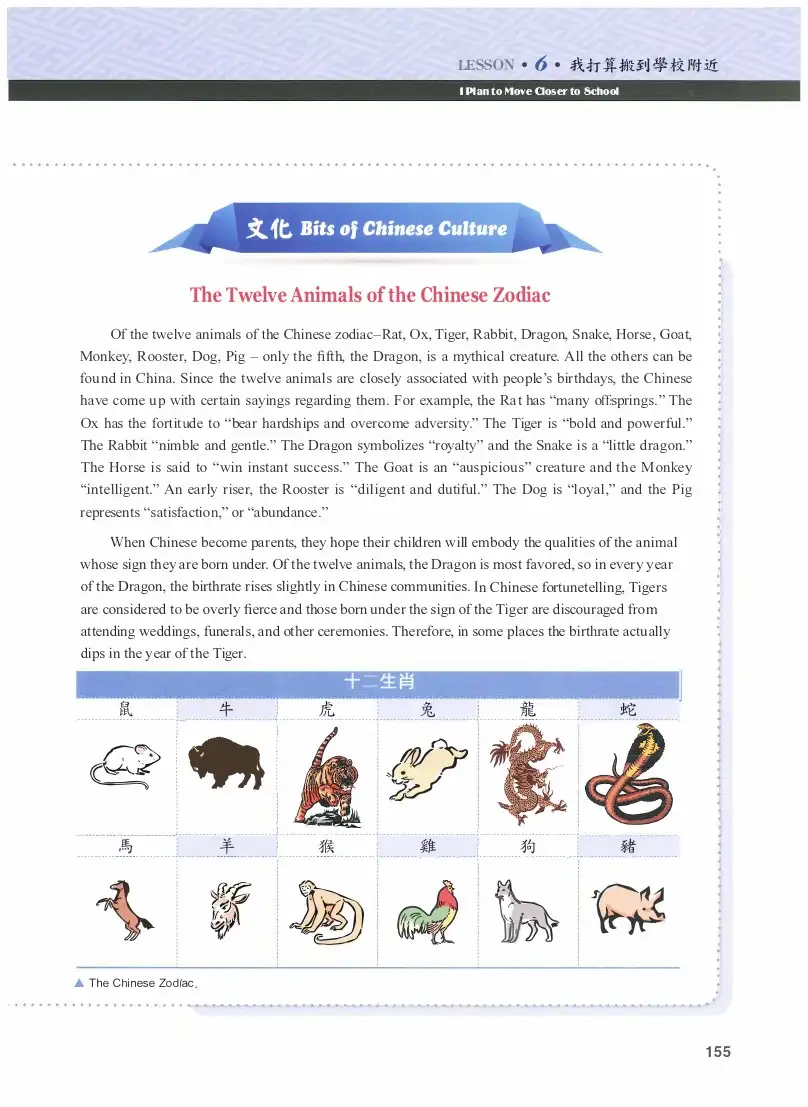 LESSON • 6 • 我打算搬到學校附近
I Plan to Move Closer to School
文化 Bits of Chinese Culture
The Twelve Animals of the Chinese Zodiac
Of the twelve animals of the Chinese zodiac–Rat, Ox, Tiger, Rabbit, Dragon, Snake, Horse, Goat,
Monkey, Rooster, Dog, Pig – only the fifth, the Dragon, is a mythical creature. All the others can be
found in China. Since the twelve animals are closely associated with people’s birthdays, the Chinese
have come up with certain sayings regarding them. For example, the Rat has “many offsprings.” The
Ox has the fortitude to “bear hardships and overcome adversity.” The Tiger is “bold and powerful.”
The Rabbit “nimble and gentle.” The Dragon symbolizes “royalty” and the Snake is a “little dragon.”
The Horse is said to “win instant success.” The Goat is an “auspicious” creature and the Monkey
“intelligent.” An early riser, the Rooster is “diligent and dutiful.” The Dog is “loyal,” and the Pig
represents “satisfaction,” or “abundance.”
When Chinese become parents, they hope their children will embody the qualities of the animal
whose sign they are born under. Of the twelve animals, the Dragon is most favored, so in every year
of the Dragon, the birthrate rises slightly in Chinese communities. In Chinese fortunetelling, Tigers
are considered to be overly fierce and those born under the sign of the Tiger are discouraged from
attending weddings, funerals, and other ceremonies. Therefore, in some places the birthrate actually
dips in the year of the Tiger.
十二生肖
鼠 牛 虎 兔 龍 蛇
馬 羊 猴 雞 狗 豬
▲ The Chinese Zodíac.
155